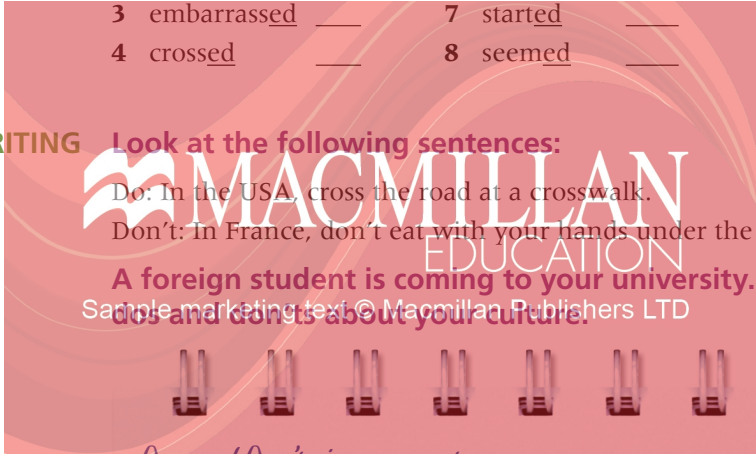 3 embarrassed ___ 7 started ___
4 crossed ___ 8 seemed ___
RITING Look at the following sentences:
Do: In the USA, cross the road at a crosswalk.
Don't: In France, don't eat with your hands under the
MACMILLAN
EDUCATION
A foreign student is coming to your university.
dos and don'ts about your culture.
Sample marketing text © Macmillan Publishers LTD